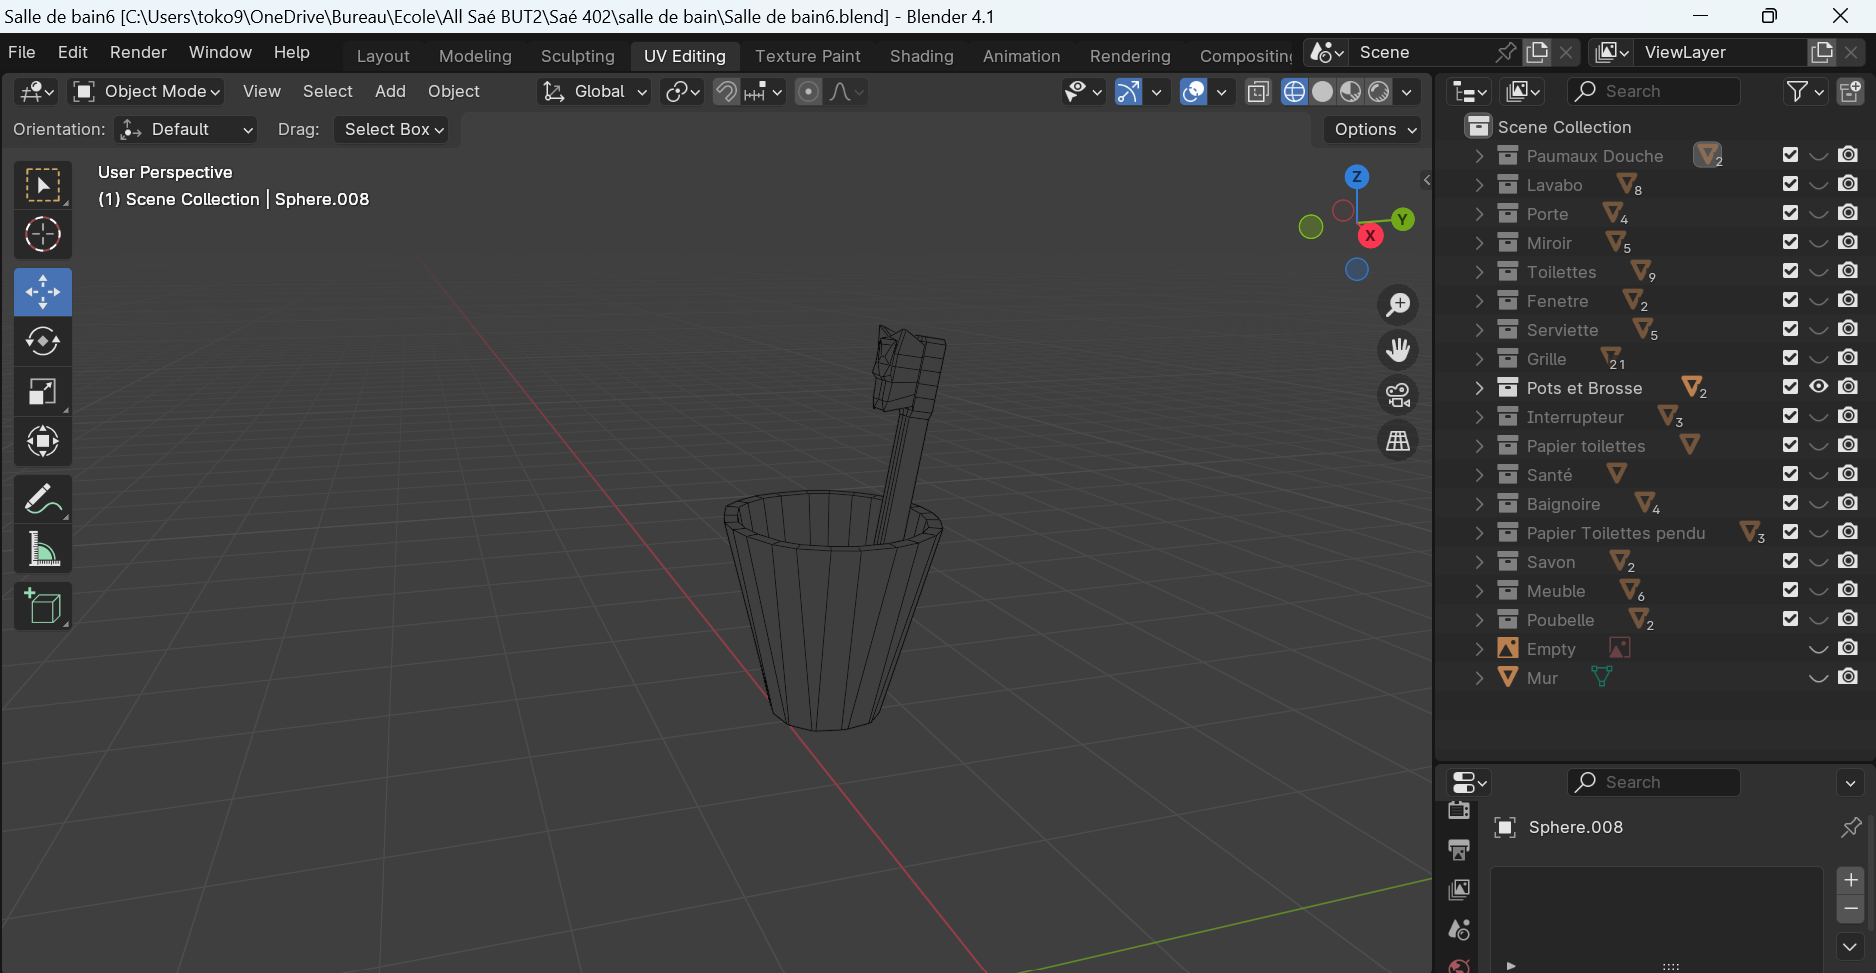 Salle de bain6 [C:\Users\toko9\OneDrive\Bureau\Ecole\All Saé BUT2\Saé 402\salle de bain\Salle de bain6.blend] - Blender 4.1
File Edit Render Window Help Layout Modeling Sculpting UV Editing Texture Paint Shading Animation Rendering Compositing Scene ViewLayer
Object Mode View Select Add Object Global Search
Orientation: Default Drag: Select Box Options
User Perspective
(1) Scene Collection | Sphere.008
Z
Y
X
Scene Collection
Paumaux Douche 2
Lavabo 8
Porte 4
Miroir 5
Toilettes 9
Fenetre 2
Serviette 5
Grille 21
Pots et Brosse 2
Interrupteur 3
Papier toilettes
Santé
Baignoire 4
Papier Toilettes pendu 3
Savon 2
Meuble 6
Poubelle 2
Empty
Mur
Search
Sphere.008